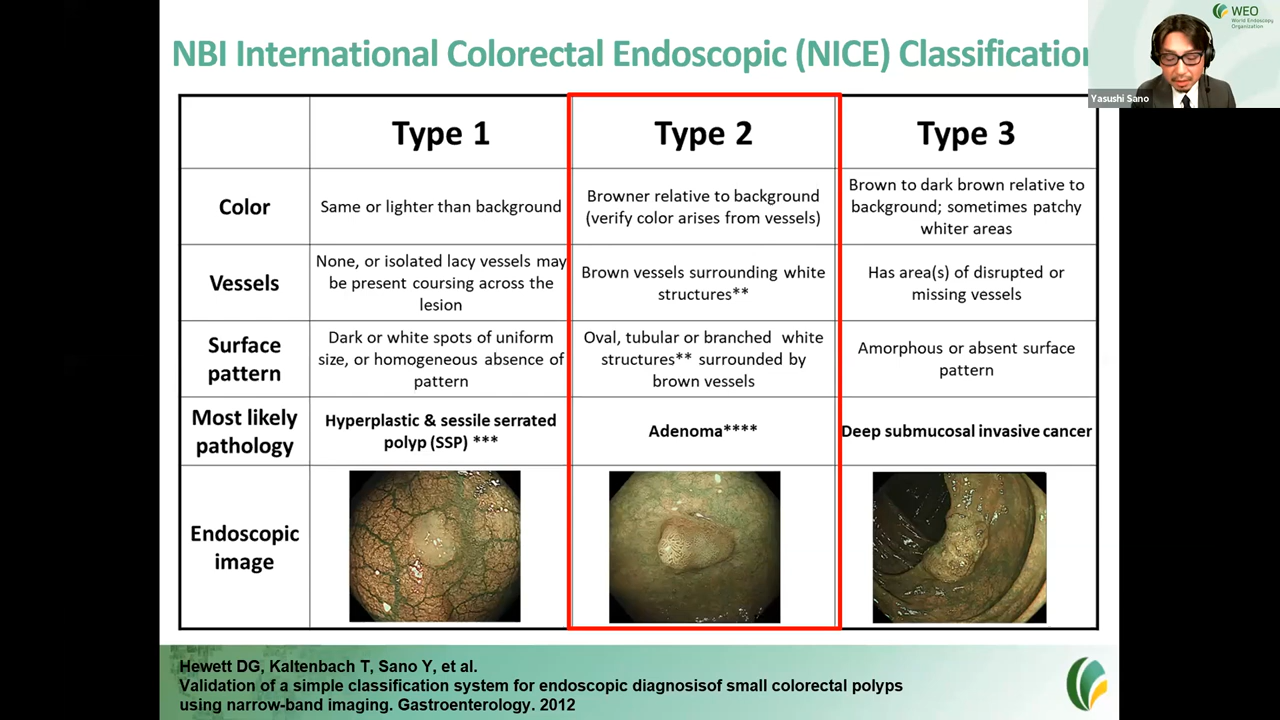 WEO
World Endoscopy
Organization
NBI International Colorectal Endoscopic (NICE) Classification
Yasushi Sano
Type 1
Type 2
Type 3
Color
Same or lighter than background
Browner relative to background
(verify color arises from vessels)
Brown to dark brown relative to
background; sometimes patchy
whiter areas
Vessels
None, or isolated lacy vessels may
be present coursing across the
lesion
Brown vessels surrounding white
structures**
Has area(s) of disrupted or
missing vessels
Surface
pattern
Dark or white spots of uniform
size, or homogeneous absence of
pattern
Oval, tubular or branched white
structures** surrounded by
brown vessels
Amorphous or absent surface
pattern
Most likely
pathology
Hyperplastic & sessile serrated
polyp (SSP) ***
Adenoma****
Deep submucosal invasive cancer
Endoscopic
image
Hewett DG, Kaltenbach T, Sano Y, et al.
Validation of a simple classification system for endoscopic diagnosisof small colorectal polyps
using narrow-band imaging. Gastroenterology. 2012